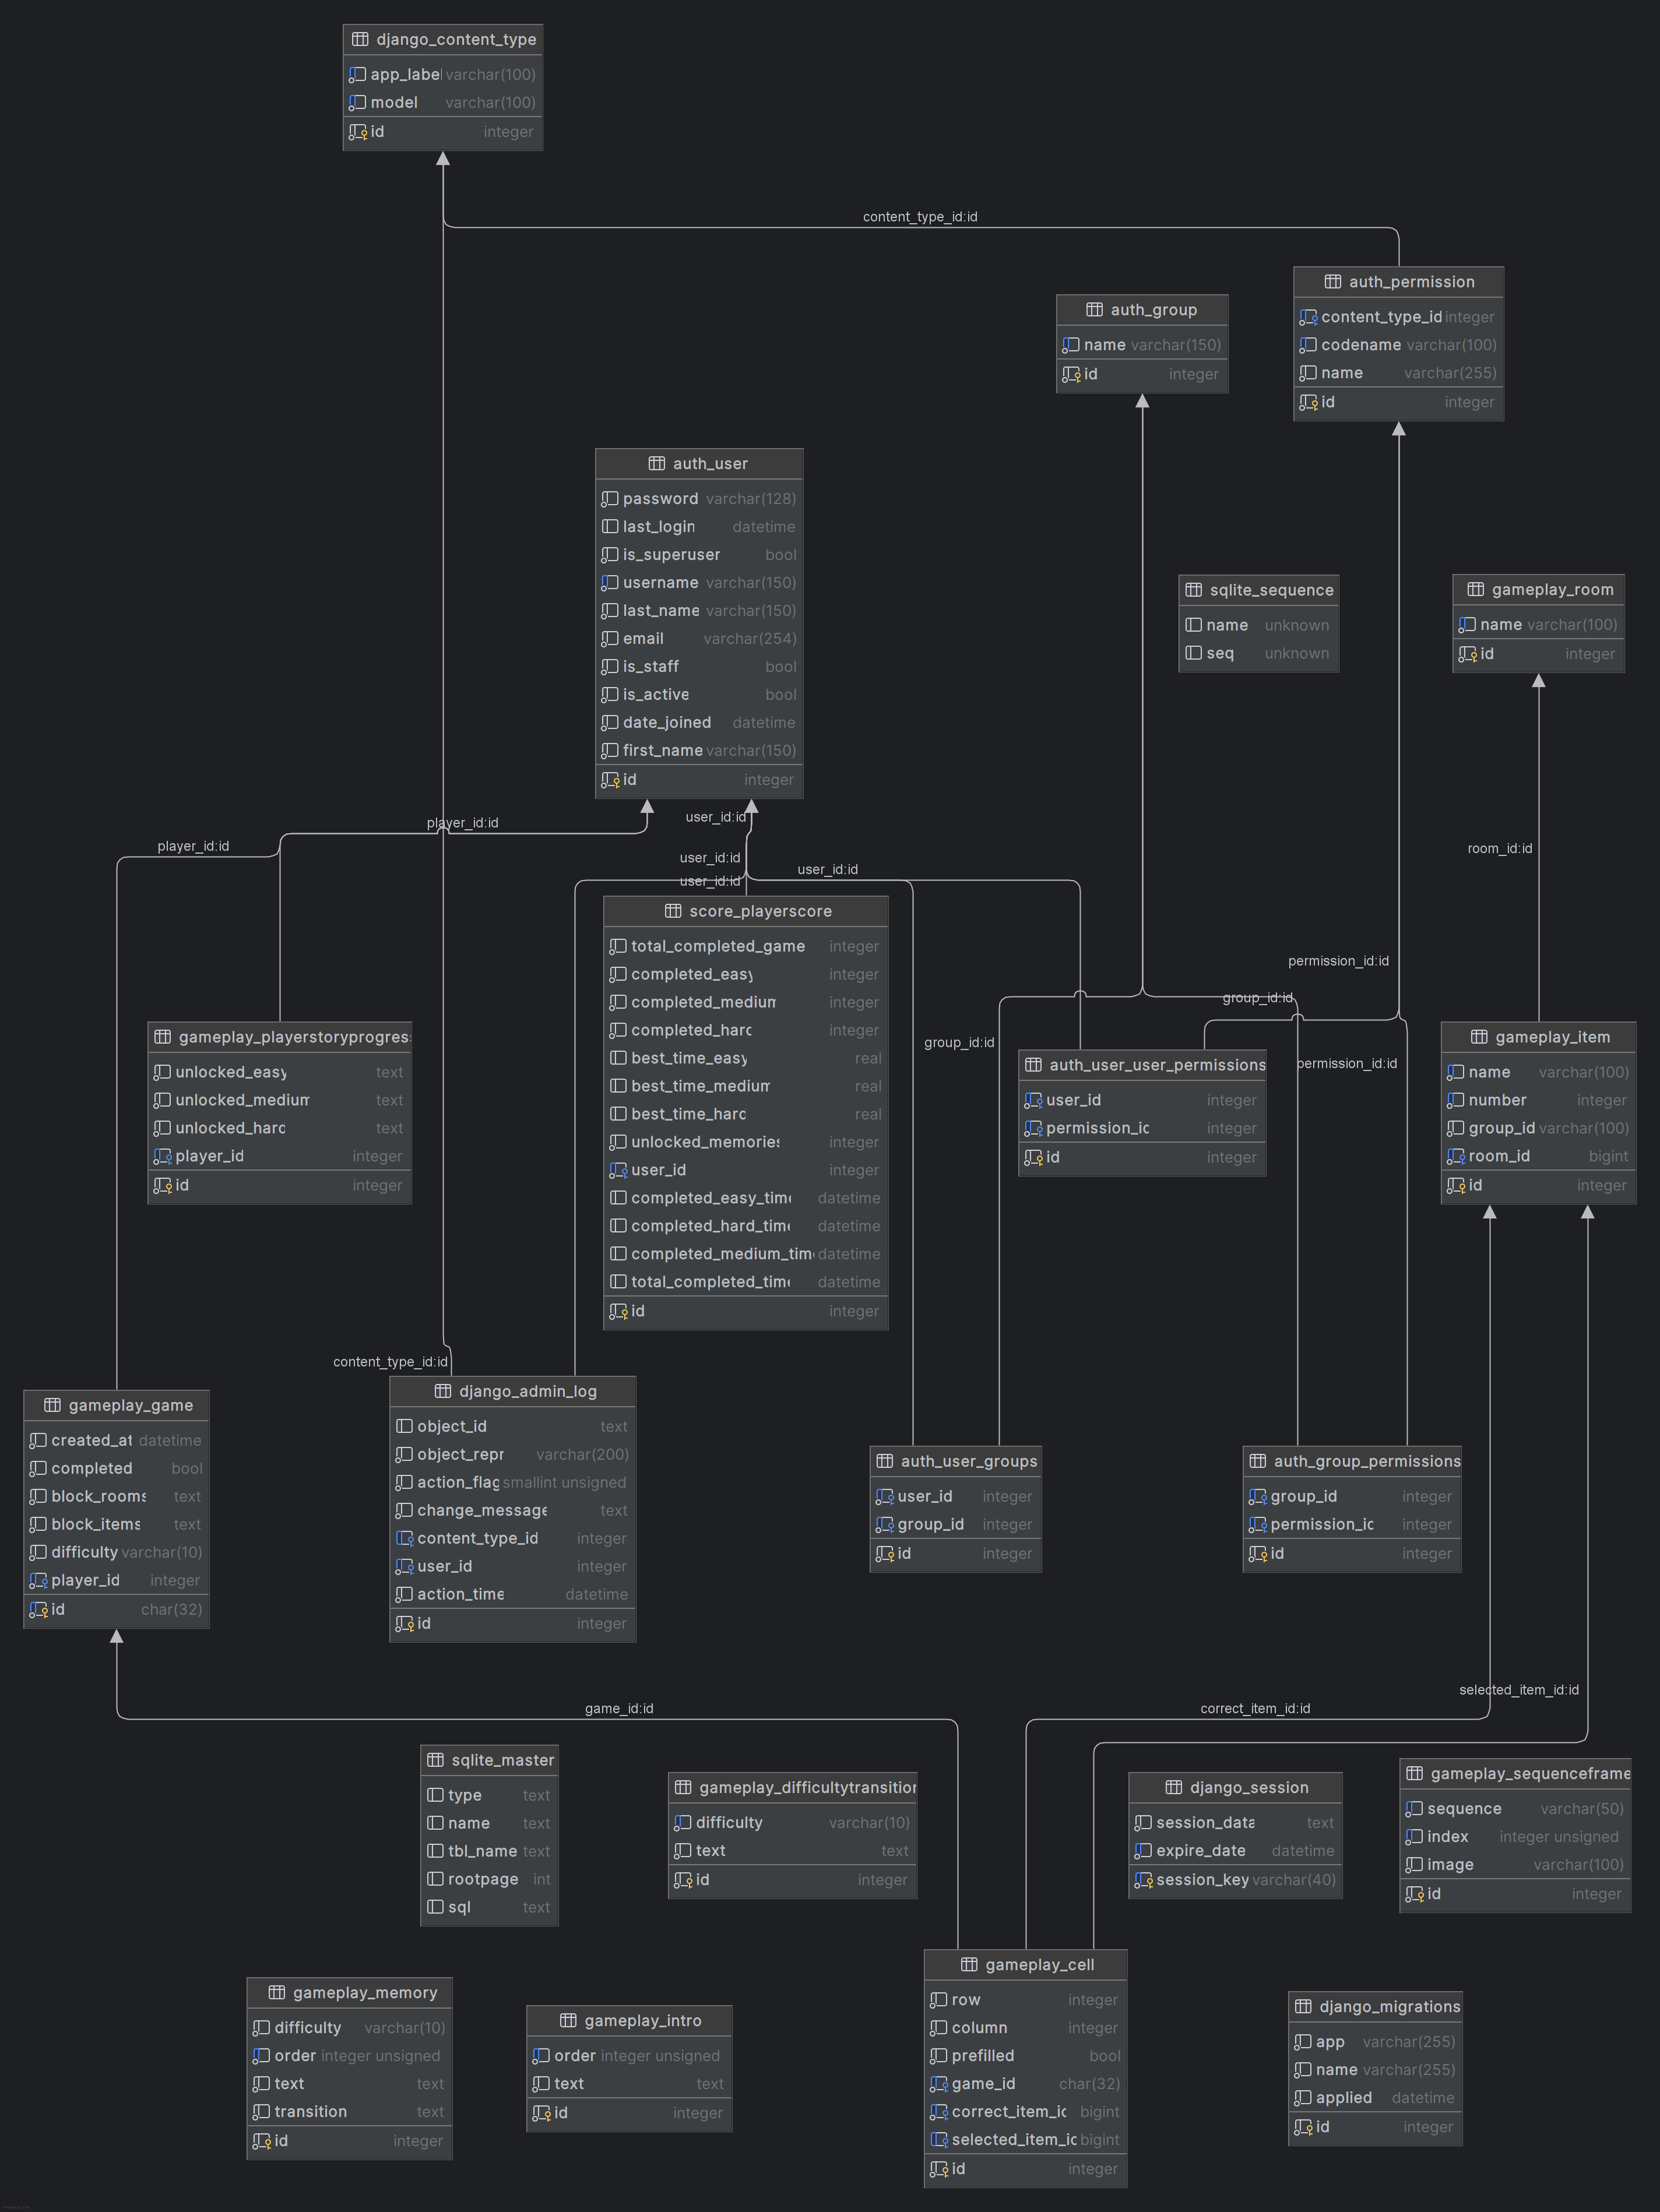 django_content_type
app_label varchar(100)
model varchar(100)
id integer
content_type_id:id
auth_permission
content_type_id integer
codename varchar(100)
name varchar(255)
id integer
auth_group
name varchar(150)
id integer
auth_user
password varchar(128)
last_login datetime
is_superuser bool
username varchar(150)
last_name varchar(150)
email varchar(254)
is_staff bool
is_active bool
date_joined datetime
first_name varchar(150)
id integer
sqlite_sequence
name unknown
seq unknown
gameplay_room
name varchar(100)
id integer
player_id:id
player_id:id
user_id:id
user_id:id
user_id:id
user_id:id
room_id:id
score_playerscore
total_completed_game integer
completed_easy integer
completed_medium integer
completed_hard integer
best_time_easy real
best_time_medium real
best_time_hard real
unlocked_memories integer
user_id integer
completed_easy_time datetime
completed_hard_time datetime
completed_medium_time datetime
total_completed_time datetime
id integer
permission_id:id
group_id:id
group_id:id
permission_id:id
gameplay_playerstoryprogress
unlocked_easy text
unlocked_medium text
unlocked_hard text
player_id integer
id integer
auth_user_user_permissions
user_id integer
permission_id integer
id integer
gameplay_item
name varchar(100)
number integer
group_id varchar(100)
room_id bigint
id integer
content_type_id:id
gameplay_game
created_at datetime
completed bool
block_rooms text
block_items text
difficulty varchar(10)
player_id integer
id char(32)
django_admin_log
object_id text
object_repr varchar(200)
action_flag smallint unsigned
change_message text
content_type_id integer
user_id integer
action_time datetime
id integer
auth_user_groups
user_id integer
group_id integer
id integer
auth_group_permissions
group_id integer
permission_id integer
id integer
game_id:id
correct_item_id:id
selected_item_id:id
sqlite_master
type text
name text
tbl_name text
rootpage int
sql text
gameplay_difficultytransition
difficulty varchar(10)
text text
id integer
django_session
session_data text
expire_date datetime
session_key varchar(40)
gameplay_sequenceframe
sequence varchar(50)
index integer unsigned
image varchar(100)
id integer
gameplay_memory
difficulty varchar(10)
order integer unsigned
text text
transition text
id integer
gameplay_intro
order integer unsigned
text text
id integer
gameplay_cell
row integer
column integer
prefilled bool
game_id char(32)
correct_item_id bigint
selected_item_id bigint
id integer
django_migrations
app varchar(255)
name varchar(255)
applied datetime
id integer